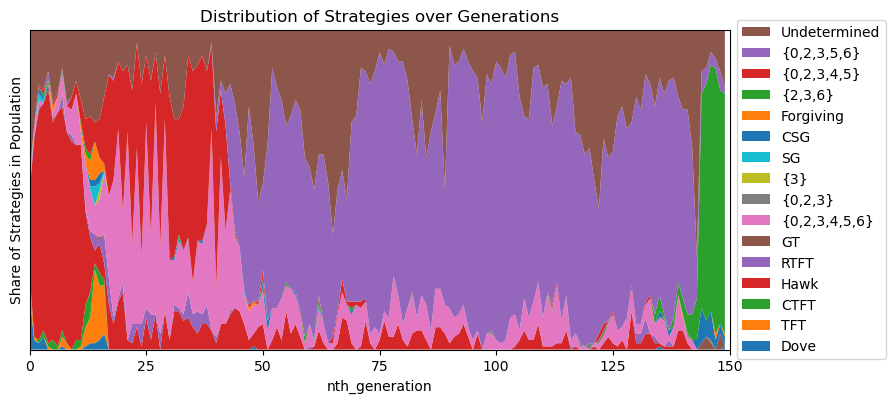 Distribution of Strategies over Generations
Share of Strategies in Population
0
25
50
75
100
125
150
nth_generation
Undetermined
{0,2,3,5,6}
{0,2,3,4,5}
{2,3,6}
Forgiving
CSG
SG
{3}
{0,2,3}
{0,2,3,4,5,6}
GT
RTFT
Hawk
CTFT
TFT
Dove